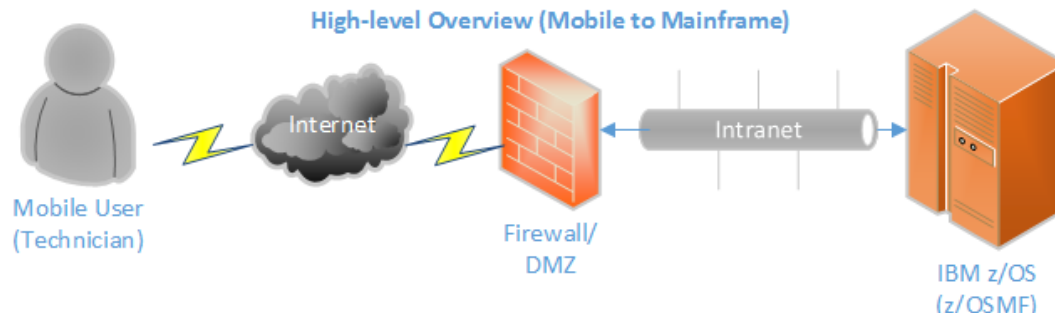 High-level Overview (Mobile to Mainframe)
Internet
Intranet
Mobile User
(Technician)
Firewall/
DMZ
IBM z/OS
(z/OSMF)